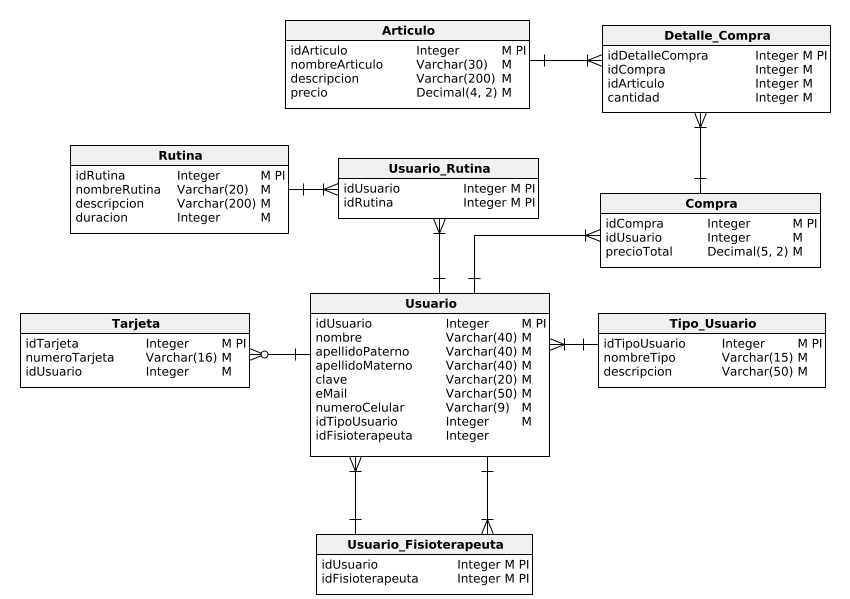 Articulo
idArticulo Integer M PI
nombreArticulo Varchar(30) M
descripcion Varchar(200) M
precio Decimal(4, 2) M
Detalle_Compra
idDetalleCompra Integer M PI
idCompra Integer M
idArticulo Integer M
cantidad Integer M
Rutina
idRutina Integer M PI
nombreRutina Varchar(20) M
descripcion Varchar(200) M
duracion Integer M
Usuario_Rutina
idUsuario Integer M PI
idRutina Integer M PI
Compra
idCompra Integer M PI
idUsuario Integer M
precioTotal Decimal(5, 2) M
Tarjeta
idTarjeta Integer M PI
numeroTarjeta Varchar(16) M
idUsuario Integer M
Usuario
idUsuario Integer M PI
nombre Varchar(40) M
apellidoPaterno Varchar(40) M
apellidoMaterno Varchar(40) M
clave Varchar(20) M
eMail Varchar(50) M
numeroCelular Varchar(9) M
idTipoUsuario Integer M
idFisioterapeuta Integer
Tipo_Usuario
idTipoUsuario Integer M PI
nombreTipo Varchar(15) M
descripcion Varchar(50) M
Usuario_Fisioterapeuta
idUsuario Integer M PI
idFisioterapeuta Integer M PI